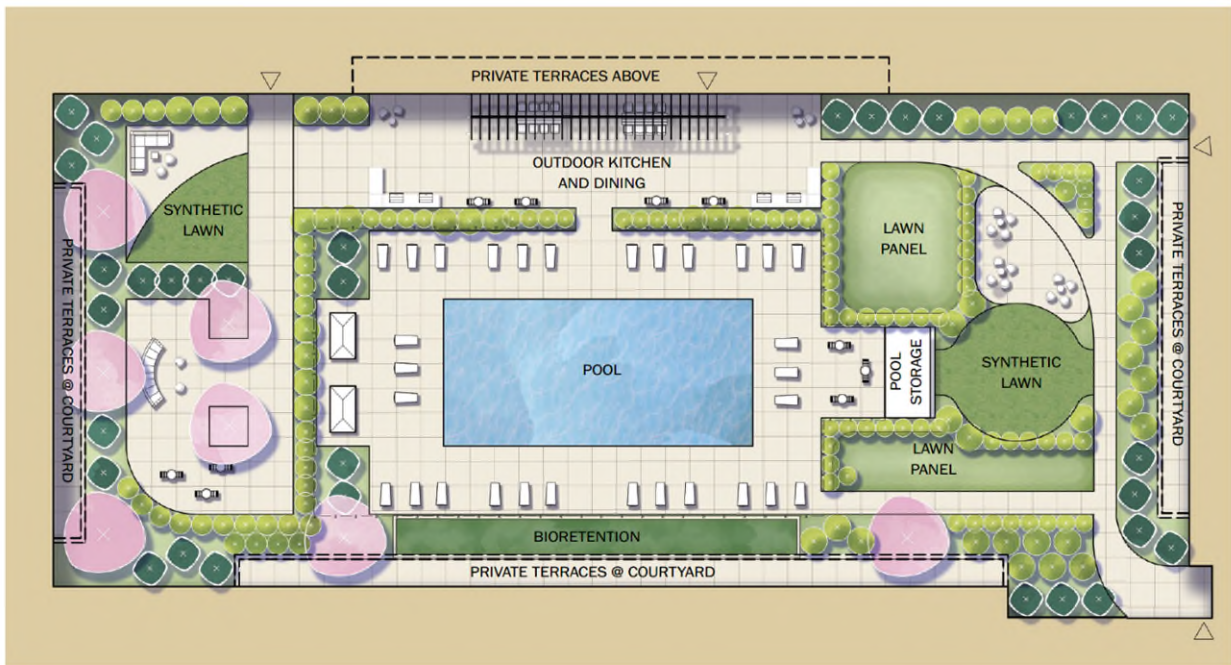 PRIVATE TERRACES ABOVE
OUTDOOR KITCHEN
AND DINING
SYNTHETIC
LAWN
LAWN
PANEL
PRIVATE TERRACES @ COURTYARD
PRIVATE TERRACES @ COURTYARD
POOL
POOL
STORAGE
SYNTHETIC
LAWN
LAWN
PANEL
BIORETENTION
PRIVATE TERRACES @ COURTYARD